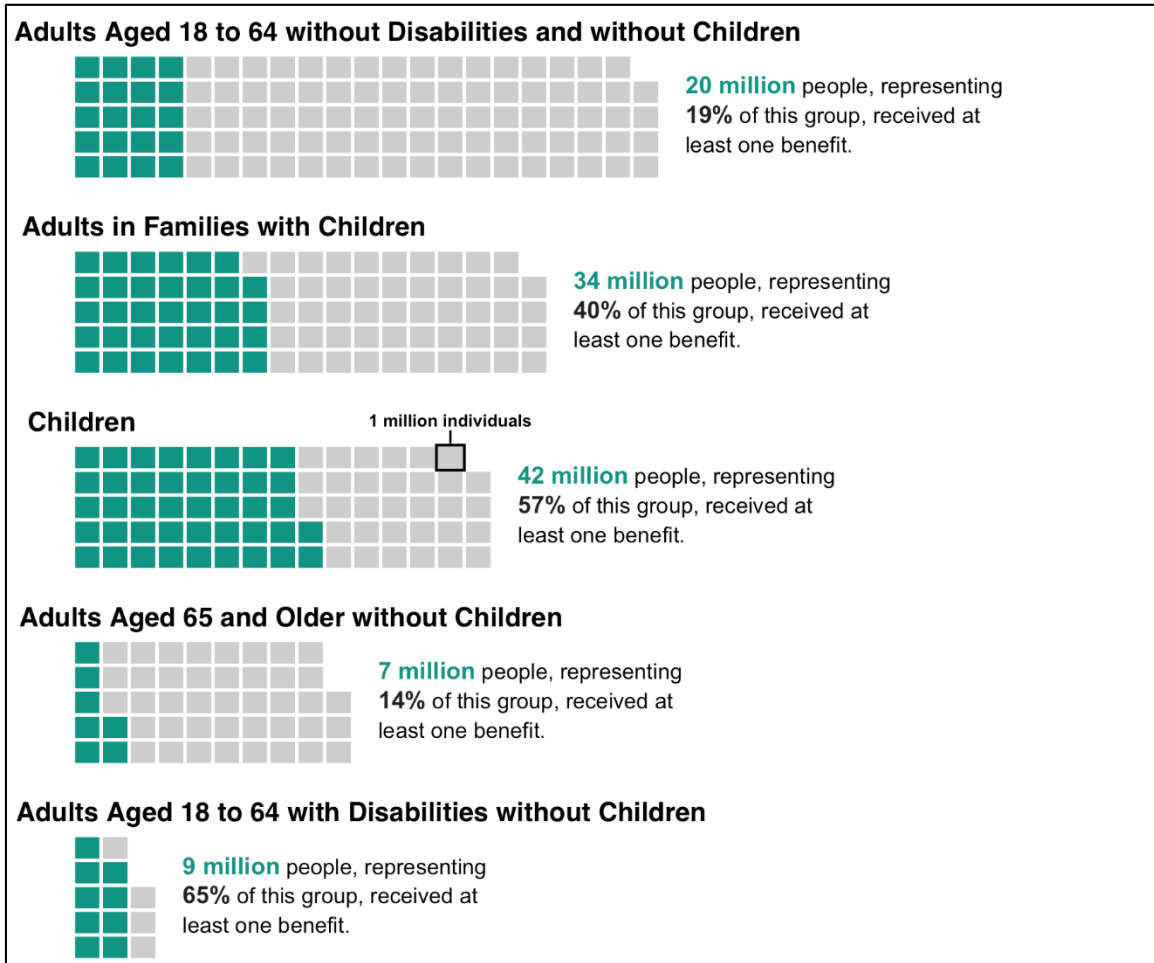 Adults Aged 18 to 64 without Disabilities and without Children
20 million people, representing
19% of this group, received at
least one benefit.
Adults in Families with Children
34 million people, representing
40% of this group, received at
least one benefit.
Children
1 million individuals
42 million people, representing
57% of this group, received at
least one benefit.
Adults Aged 65 and Older without Children
7 million people, representing
14% of this group, received at
least one benefit.
Adults Aged 18 to 64 with Disabilities without Children
9 million people, representing
65% of this group, received at
least one benefit.